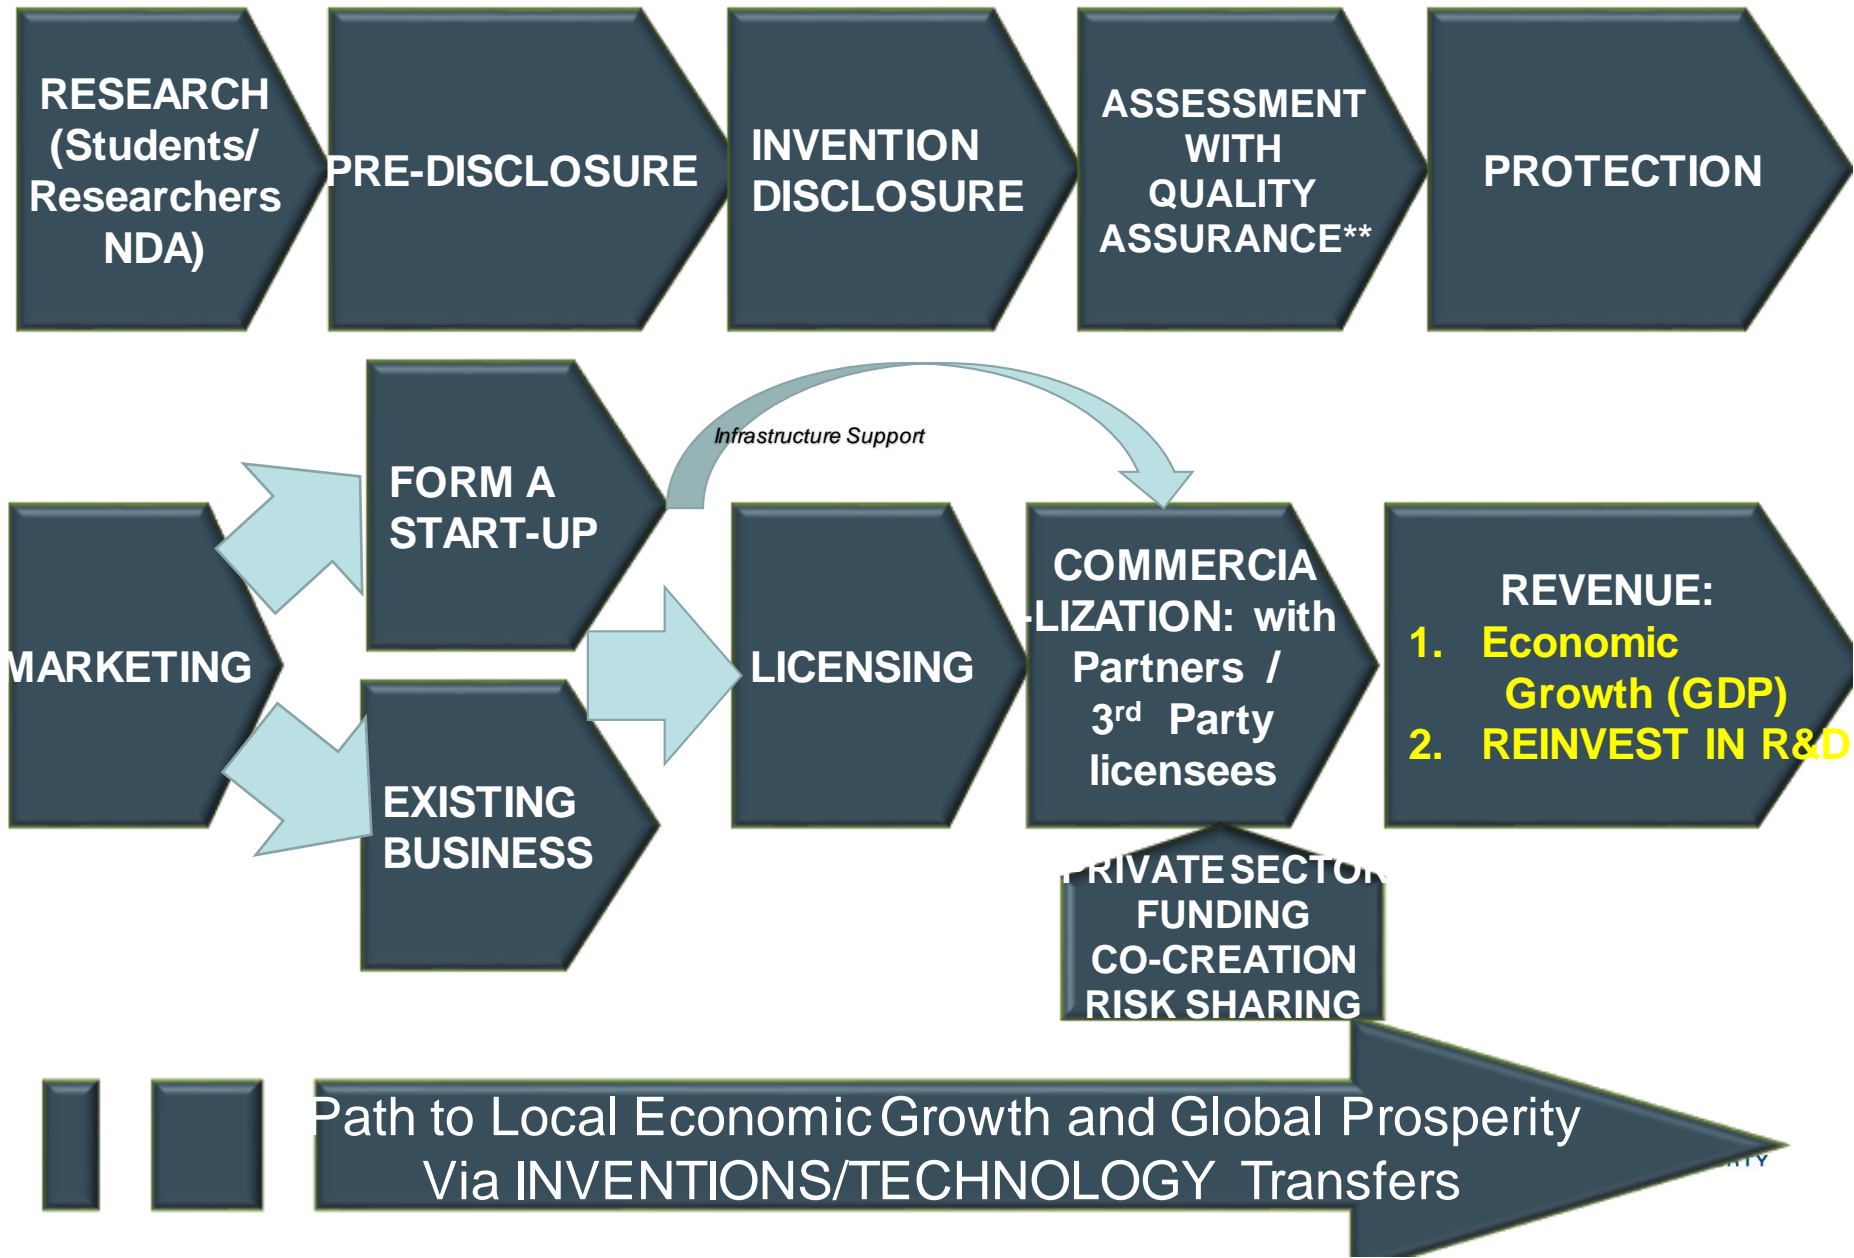 RESEARCH
(Students/
Researchers
NDA)
PRE-DISCLOSURE
INVENTION
DISCLOSURE
ASSESSMENT
WITH
QUALITY
ASSURANCE**
PROTECTION
MARKETING
FORM A
START-UP
Infrastructure Support
EXISTING
BUSINESS
LICENSING
COMMERCIA
-LIZATION: with
Partners /
3rd Party
licensees
REVENUE:
1. Economic
Growth (GDP)
2. REINVEST IN R&D
PRIVATE SECTOR
FUNDING
CO-CREATION
RISK SHARING
Path to Local Economic Growth and Global Prosperity
Via INVENTIONS/TECHNOLOGY Transfers